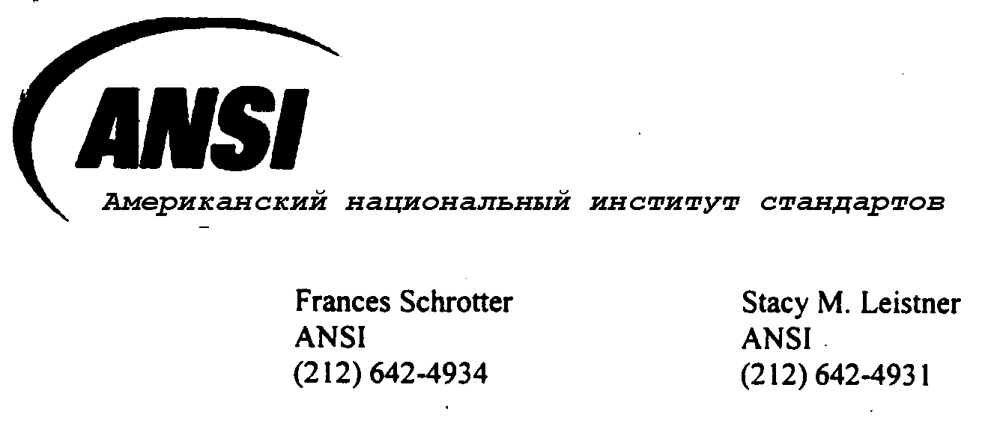 ANSI
Американский национальный институт стандартов
Frances Schrotter
ANSI
(212) 642-4934
Stacy M. Leistner
ANSI
(212) 642-4931